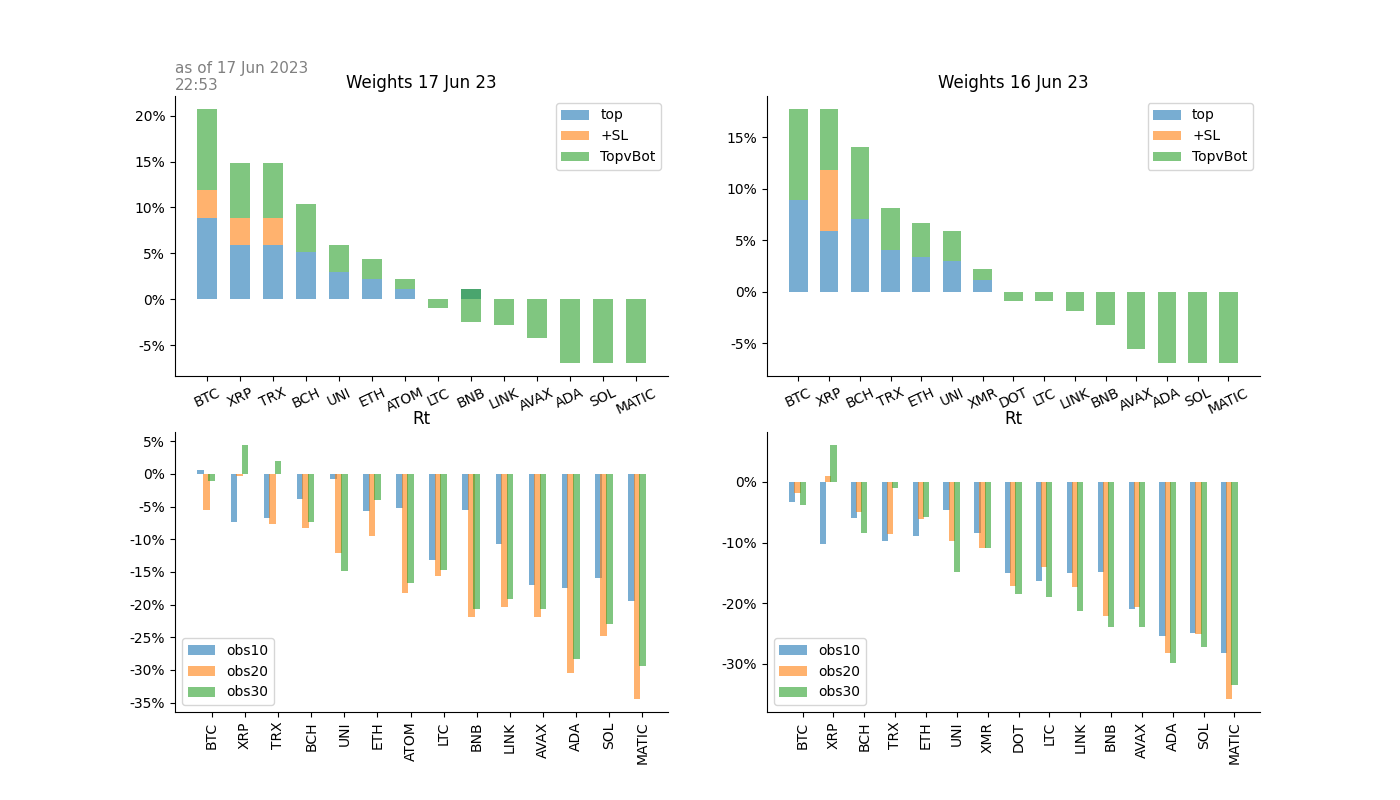 as of 17 Jun 2023
22:53
Weights 17 Jun 23
20%
15%
10%
5%
0%
-5%
top
+SL
TopvBot
BTC XRP TRX BCH UNI ETH ATOM LTC BNB LINK AVAX ADA SOL MATIC
Weights 16 Jun 23
15%
10%
5%
0%
-5%
top
+SL
TopvBot
BTC XRP BCH TRX ETH UNI XMR DOT LTC LINK BNB AVAX ADA SOL MATIC
Rt
5%
0%
-5%
-10%
-15%
-20%
-25%
-30%
-35%
obs10
obs20
obs30
BTC XRP TRX BCH UNI ETH ATOM LTC BNB LINK AVAX ADA SOL MATIC
Rt
0%
-10%
-20%
-30%
obs10
obs20
obs30
BTC XRP BCH TRX ETH UNI XMR DOT LTC LINK BNB AVAX ADA SOL MATIC